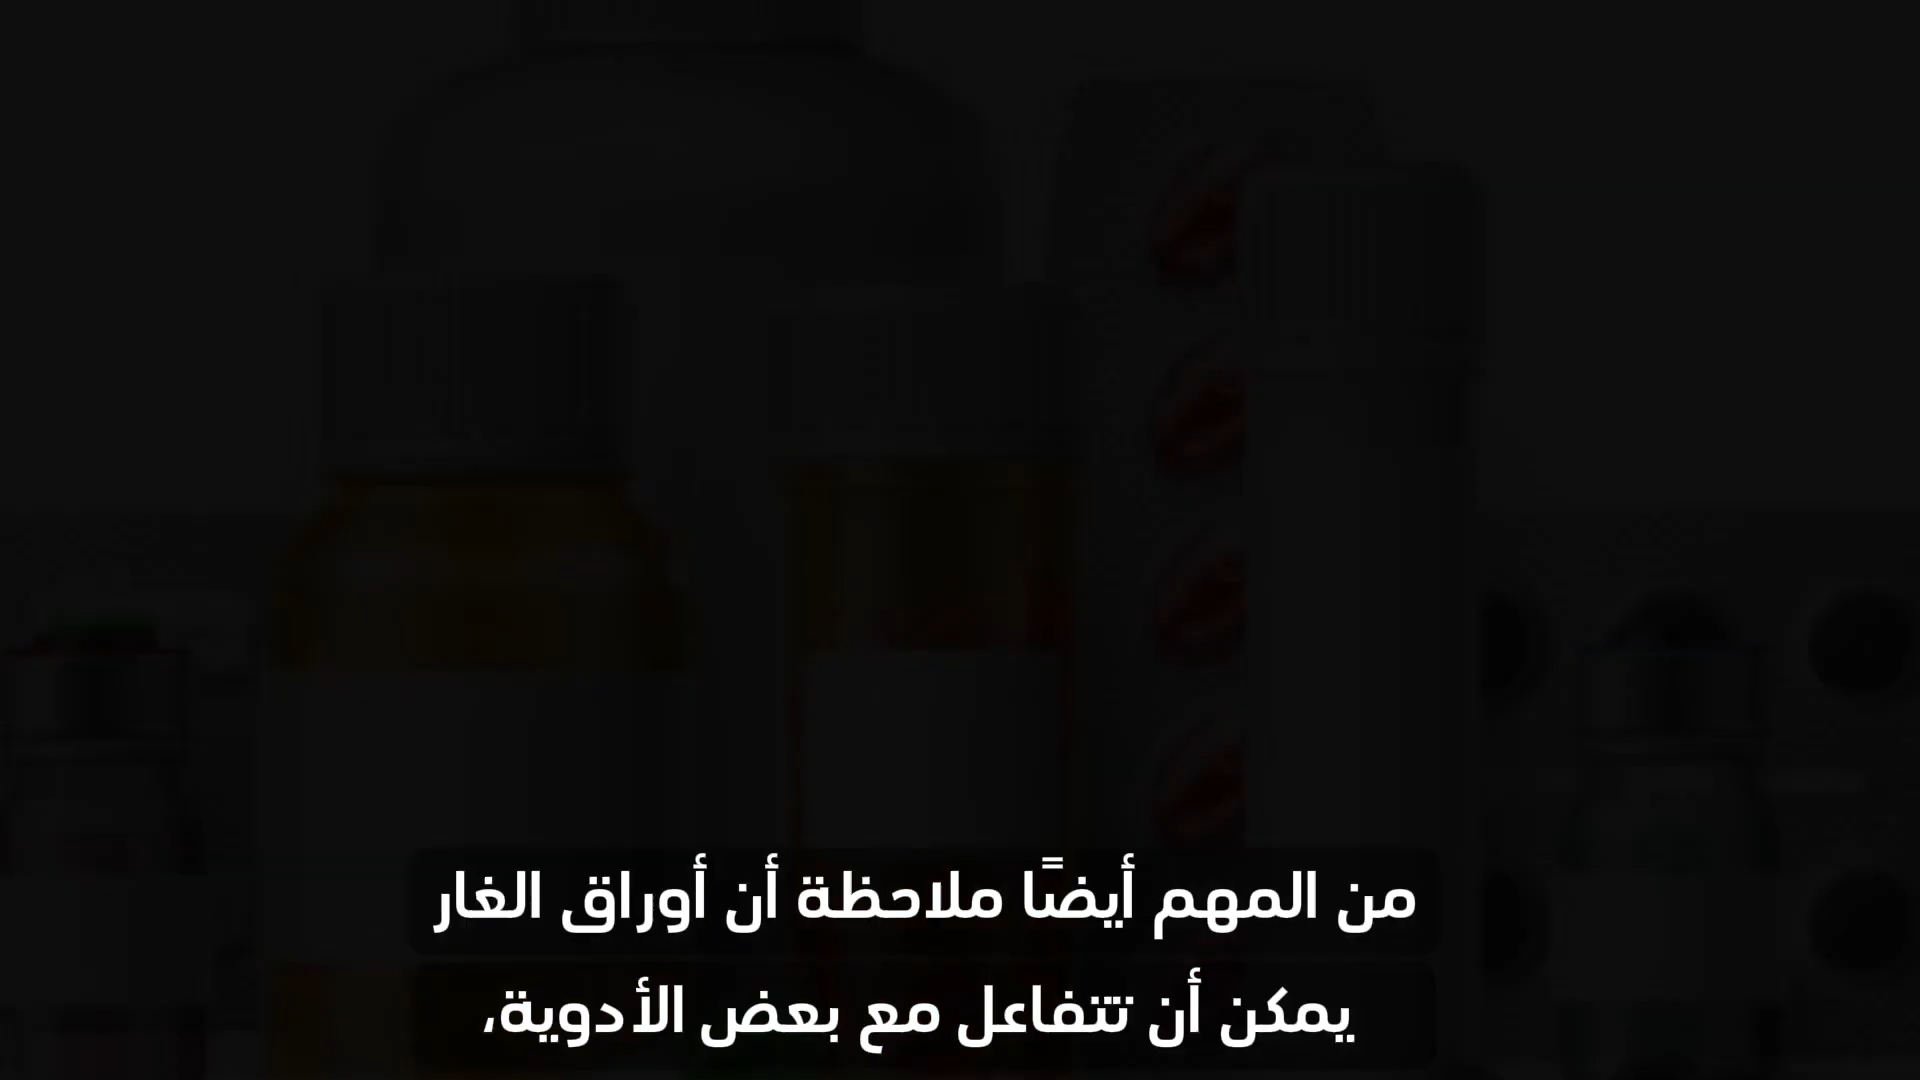 من المهم أيضًا ملاحظة أن أوراق الغار
يمكن أن تتفاعل مع بعض الأدوية،